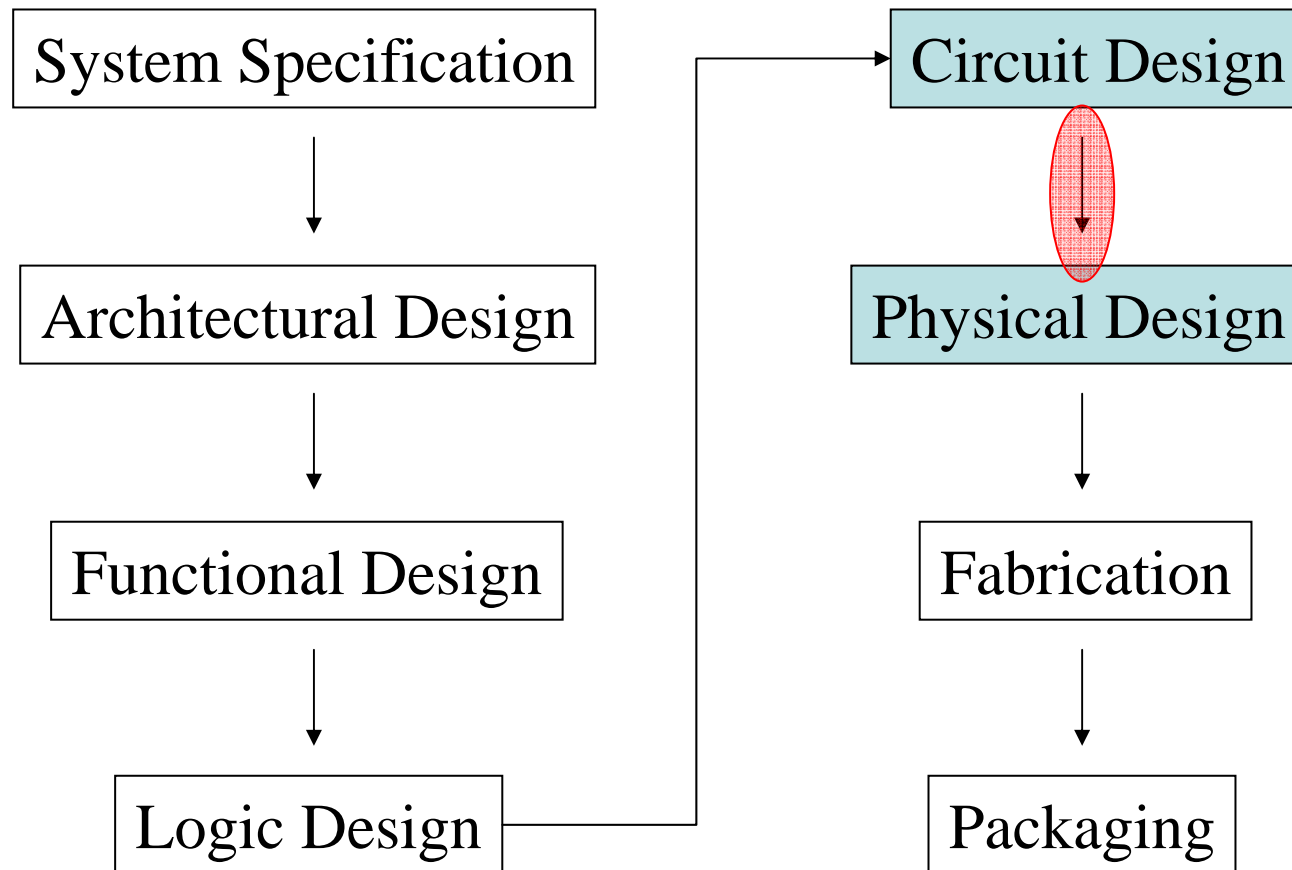 System Specification
Architectural Design
Functional Design
Logic Design
Circuit Design
Physical Design
Fabrication
Packaging